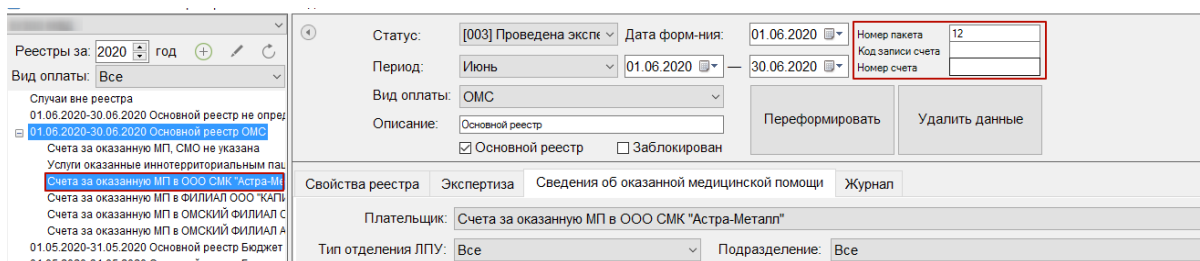 Реестры за: 2020 год
Вид оплаты: Все
Случаи вне реестра
01.06.2020-30.06.2020 Основной реестр не опред
01.06.2020-30.06.2020 Основной реестр ОМС
Счета за оказанную МП, СМО не указана
Услуги оказанные иннотерриториальным пац
Счета за оказанную МП в ООО СМК "Астра-Ме
Счета за оказанную МП в ФИЛИАЛ ООО "КАПИ
Счета за оказанную МП в ОМСКИЙ ФИЛИАЛ О
Счета за оказанную МП в ОМСКИЙ ФИЛИАЛ А
01.05.2020-31.05.2020 Основной реестр Бюджет
Статус: [003] Проведена экспе Дата форм-ния: 01.06.2020
Номер пакета 12
Код записи счета
Номер счета
Период: Июнь 01.06.2020 — 30.06.2020
Вид оплаты: ОМС
Описание: Основной реестр
Основной реестр Заблокирован
Переформировать Удалить данные
Свойства реестра Экспертиза Сведения об оказанной медицинской помощи Журнал
Плательщик: Счета за оказанную МП в ООО СМК "Астра-Металл"
Тип отделения ЛПУ: Все Подразделение: Все